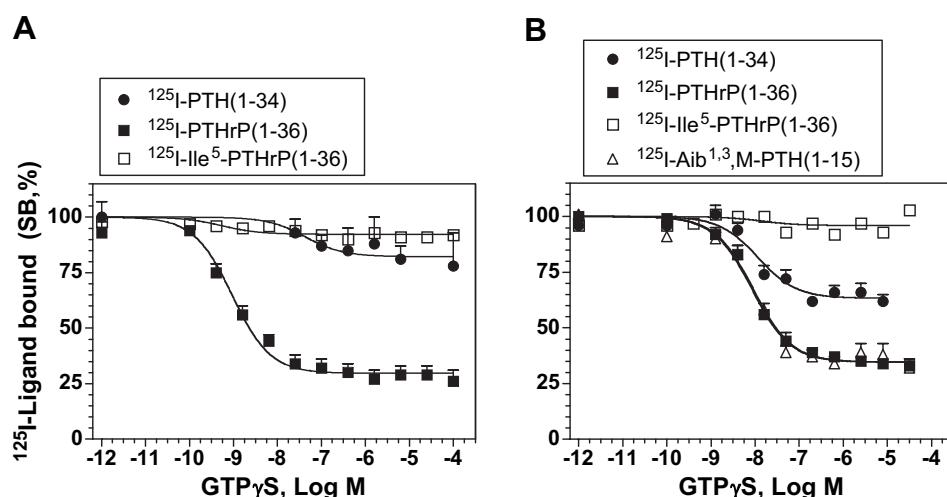 A
¹²⁵I-PTH(1-34)
¹²⁵I-PTHrP(1-36)
¹²⁵I-Ile⁵-PTHrP(1-36)
¹²⁵I-Ligand bound (SB,%)
100
75
50
25
0
-12 -11 -10 -9 -8 -7 -6 -5 -4
GTPγS, Log M
B
¹²⁵I-PTH(1-34)
¹²⁵I-PTHrP(1-36)
¹²⁵I-Ile⁵-PTHrP(1-36)
¹²⁵I-Aib¹,³,M-PTH(1-15)
100
75
50
25
0
-12 -11 -10 -9 -8 -7 -6 -5 -4
GTPγS, Log M